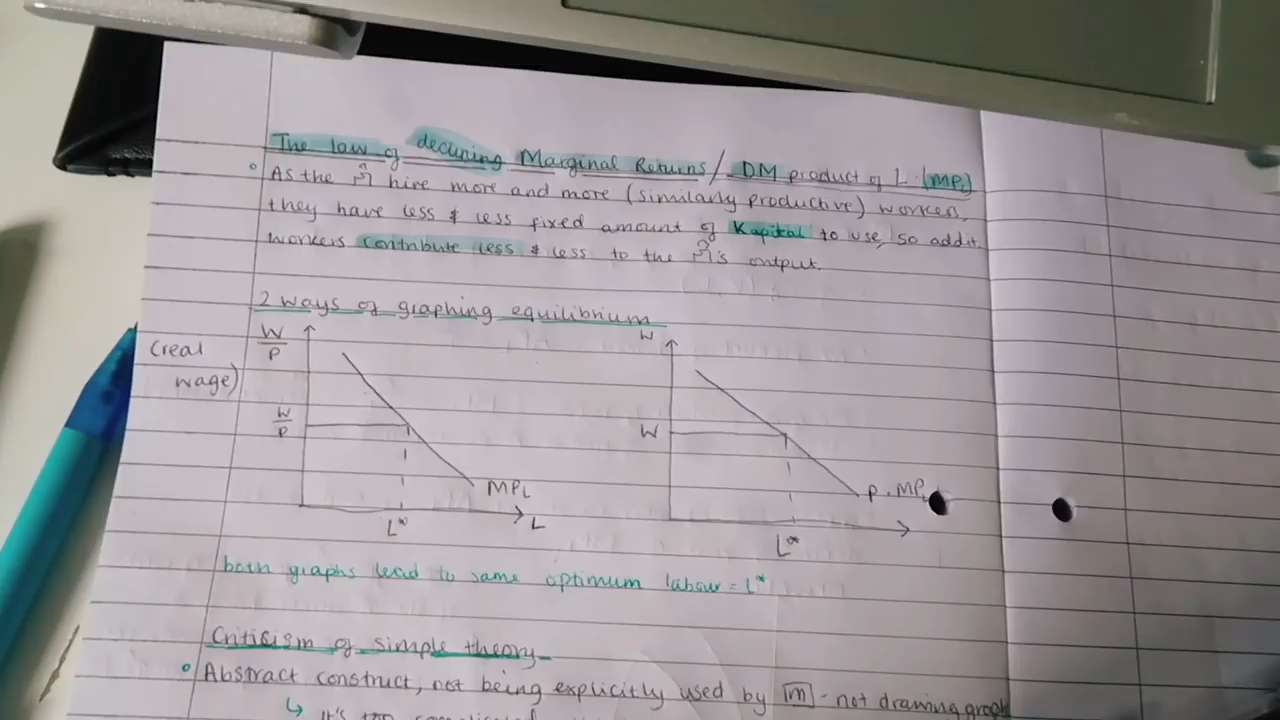 The law of declining Marginal Returns / DM product of L (MPL)
As the hire more and more (similarly productive) workers,
they have less & less fixed amount of Kapital to use, so addit.
workers contribute less & less to the 's output.
2 ways of graphing equilibrium
W/P
(real
wage)
W/P
MPL
L*
L
W
W
P.MPL
L*
both graphs lead to same optimum labour = L*
Criticism of simple theory
Abstract construct, not being explicitly used by m - not drawing graph
It's too complicated